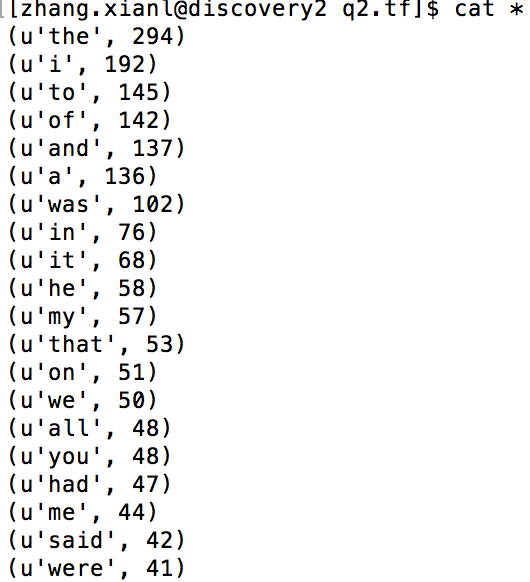 [[zhang.xianl@discovery2 q2.tf]$ cat *
(u'the', 294)
(u'i', 192)
(u'to', 145)
(u'of', 142)
(u'and', 137)
(u'a', 136)
(u'was', 102)
(u'in', 76)
(u'it', 68)
(u'he', 58)
(u'my', 57)
(u'that', 53)
(u'on', 51)
(u'we', 50)
(u'all', 48)
(u'you', 48)
(u'had', 47)
(u'me', 44)
(u'said', 42)
(u'were', 41)